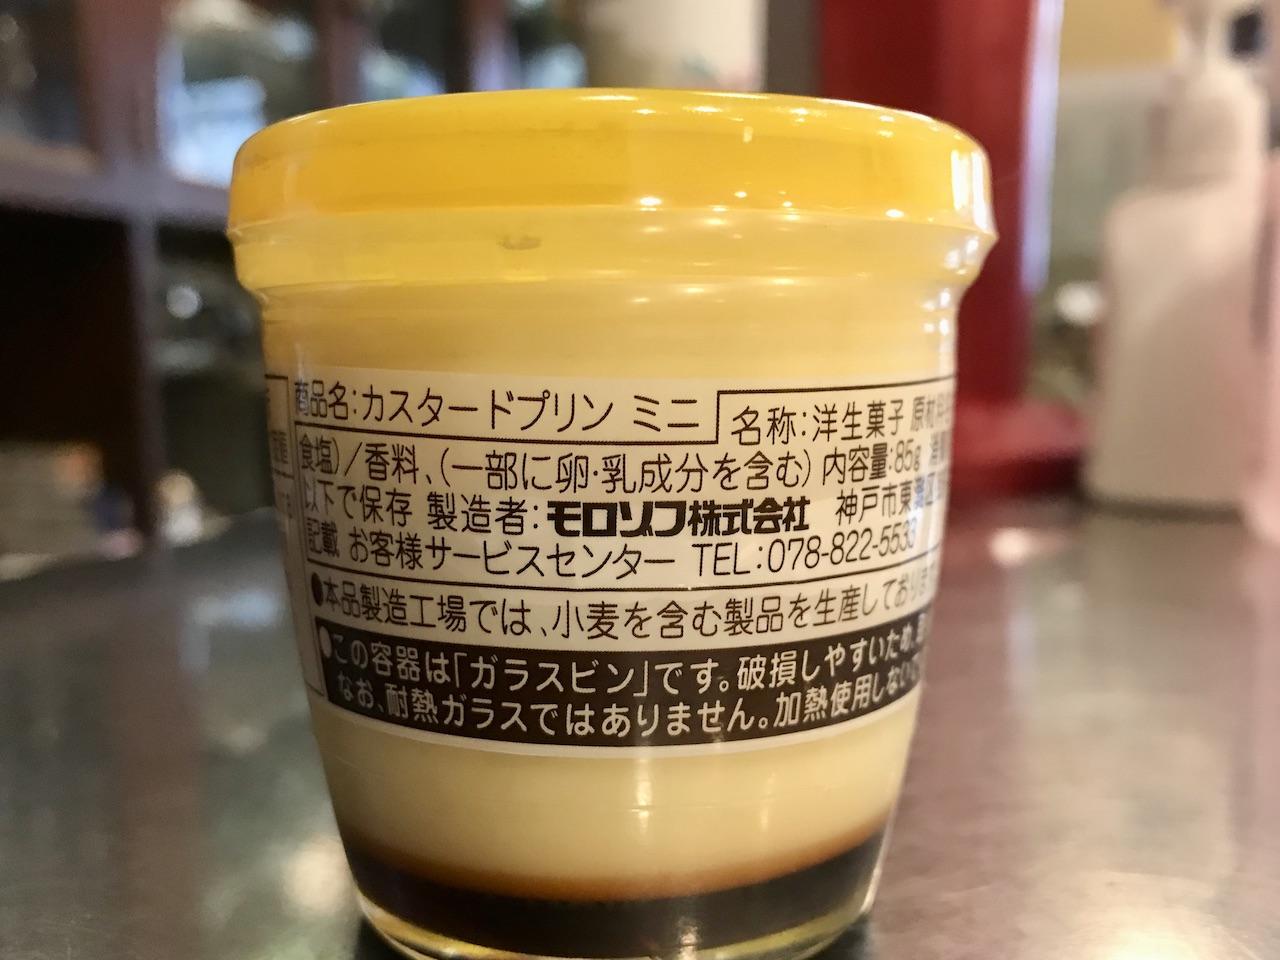 商品名:カスタードプリン ミニ
名称:洋生菓子 原材料
食塩)/香料、(一部に卵・乳成分を含む) 内容量:85g
以下で保存 製造者:モロゾフ株式会社 神戸市東灘区
記載 お客様サービスセンター TEL:078-822-5533
●本品製造工場では、小麦を含む製品を生産しており
●この容器は「ガラスビン」です。破損しやすいため、
なお、耐熱ガラスではありません。加熱使用しない